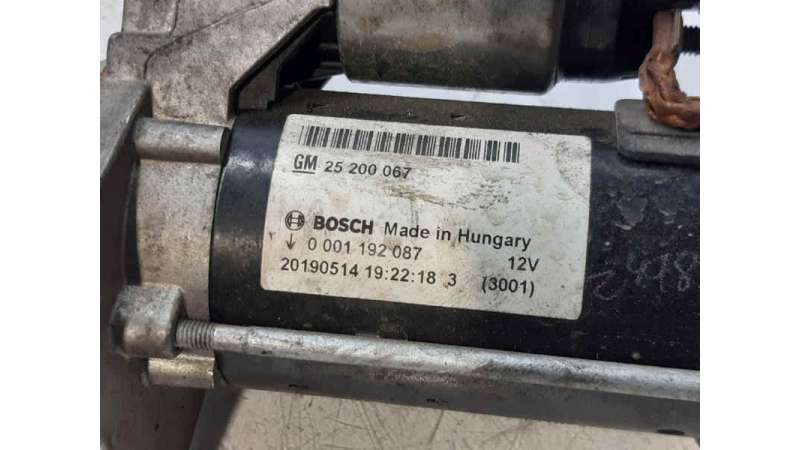 GM 25 200 067
BOSCH Made in Hungary
↓ 0 001 192 087 12V
20190514 19:22:18 3 (3001)